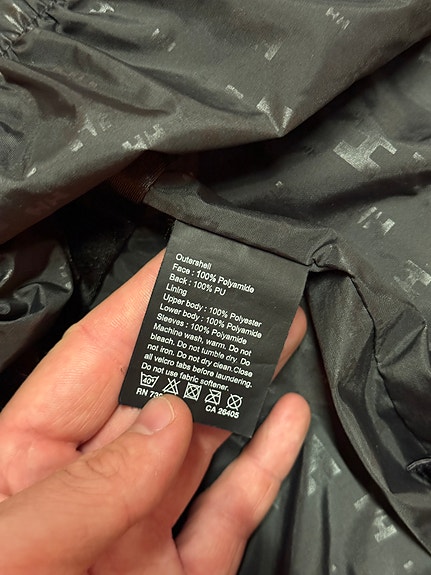 Outershell
Face : 100% Polyamide
Back : 100% PU
Lining
Upper body : 100% Polyester
Lower body : 100% Polyamide
Sleeves : 100% Polyamide
Machine wash, warm. Do not
bleach. Do not tumble dry. Do
not iron. Do not dry clean.Close
all velcro tabs before laundering.
Do not use fabric softener.
40°
RN CA 26405